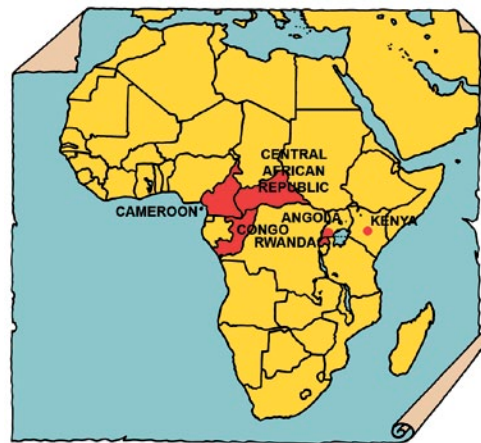 CENTRAL
AFRICAN
REPUBLIC
CAMEROON
ANGOLA
KENYA
CONGO
RWANDA